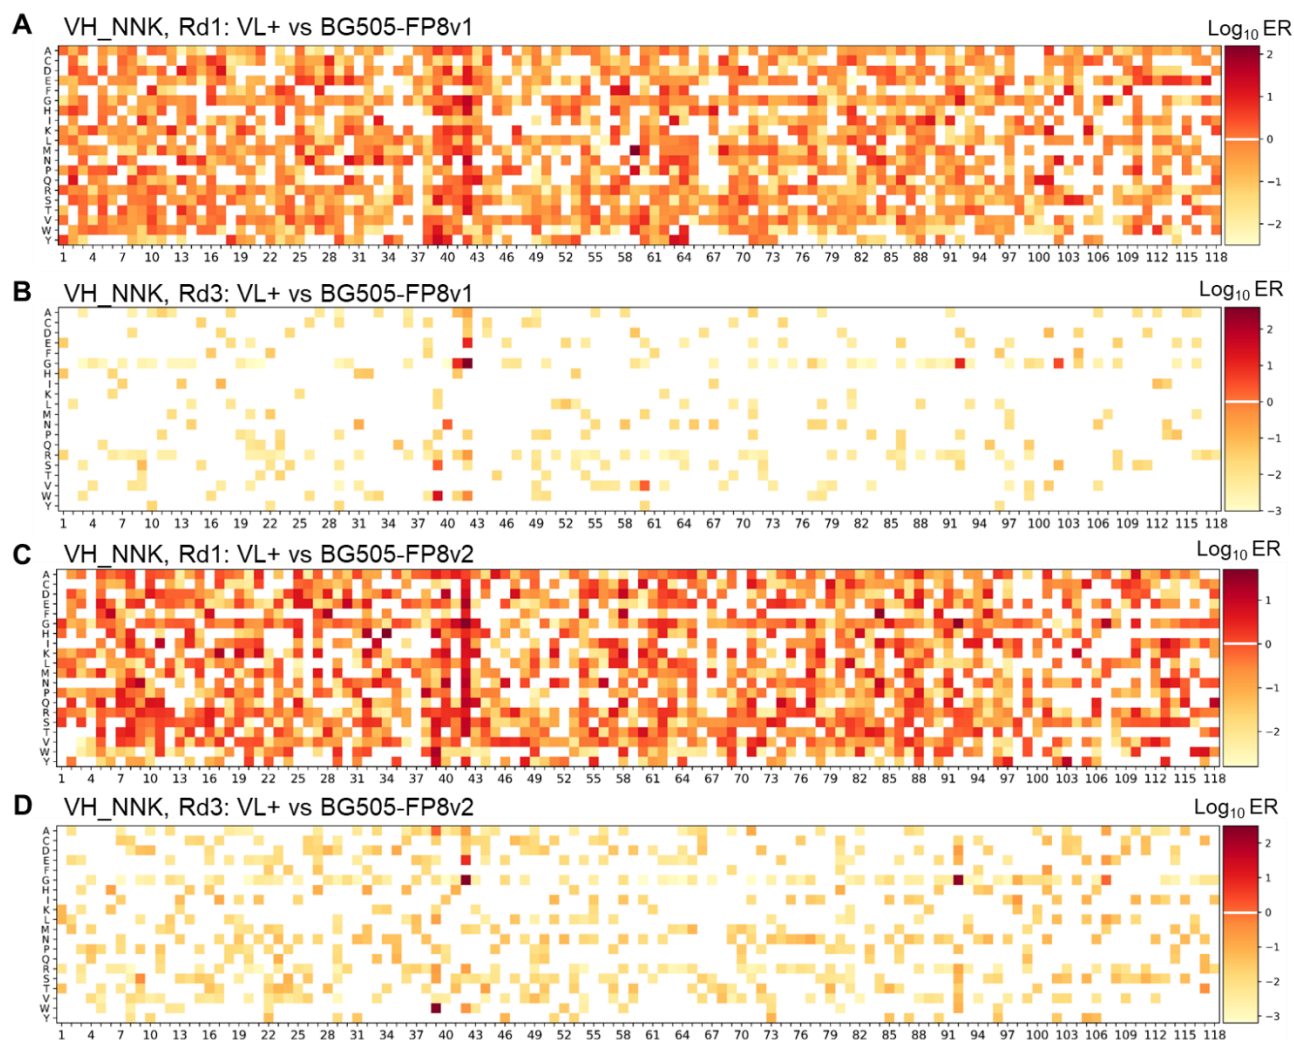 A VH_NNK, Rd1: VL+ vs BG505-FP8v1 Log10 ER
A
C
D
E
F
G
H
I
K
L
M
N
P
Q
R
S
T
V
W
Y
2
1
0
−1
−2
1 4 7 10 13 16 19 22 25 28 31 34 37 40 43 46 49 52 55 58 61 64 67 70 73 76 79 82 85 88 91 94 97 100 103 106 109 112 115 118
B VH_NNK, Rd3: VL+ vs BG505-FP8v1 Log10 ER
A
C
D
E
F
G
H
I
K
L
M
N
P
Q
R
S
T
V
W
Y
2
1
0
−1
−2
−3
1 4 7 10 13 16 19 22 25 28 31 34 37 40 43 46 49 52 55 58 61 64 67 70 73 76 79 82 85 88 91 94 97 100 103 106 109 112 115 118
C VH_NNK, Rd1: VL+ vs BG505-FP8v2 Log10 ER
A
C
D
E
F
G
H
I
K
L
M
N
P
Q
R
S
T
V
W
Y
1
0
−1
−2
1 4 7 10 13 16 19 22 25 28 31 34 37 40 43 46 49 52 55 58 61 64 67 70 73 76 79 82 85 88 91 94 97 100 103 106 109 112 115 118
D VH_NNK, Rd3: VL+ vs BG505-FP8v2 Log10 ER
A
C
D
E
F
G
H
I
K
L
M
N
P
Q
R
S
T
V
W
Y
2
1
0
−1
−2
−3
1 4 7 10 13 16 19 22 25 28 31 34 37 40 43 46 49 52 55 58 61 64 67 70 73 76 79 82 85 88 91 94 97 100 103 106 109 112 115 118